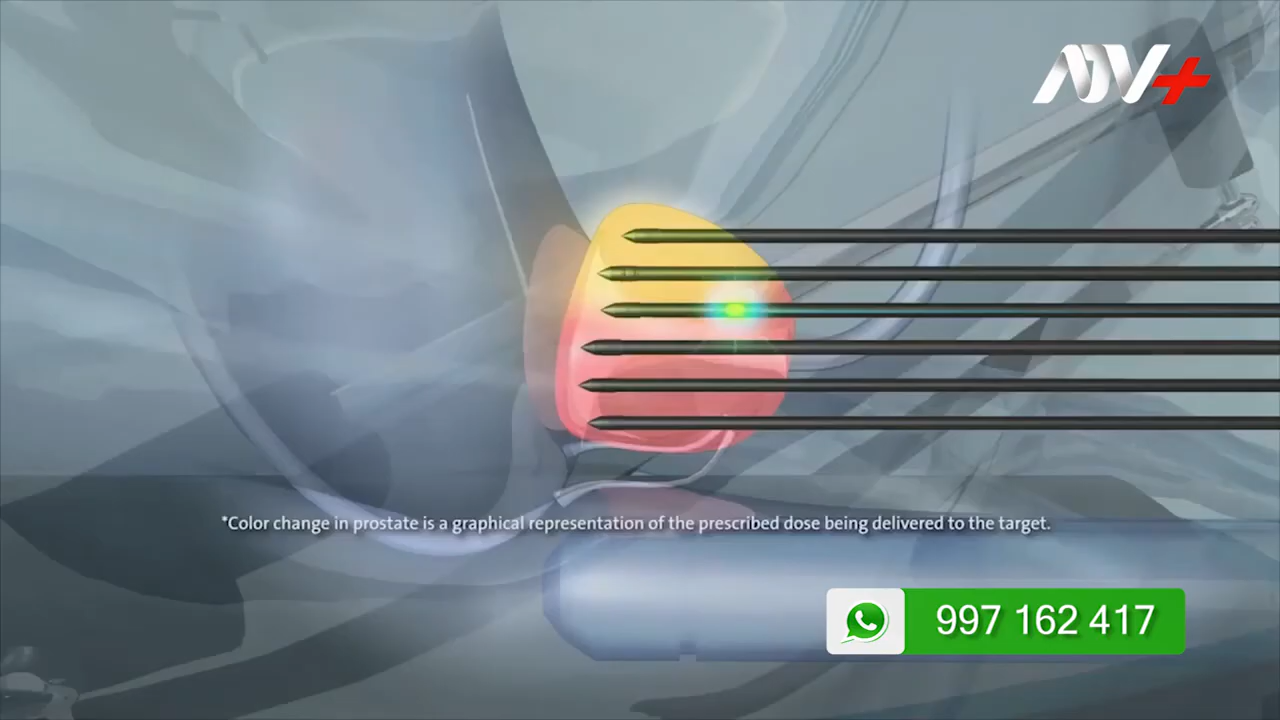 ATV+
*Color change in prostate is a graphical representation of the prescribed dose being delivered to the target.
997 162 417